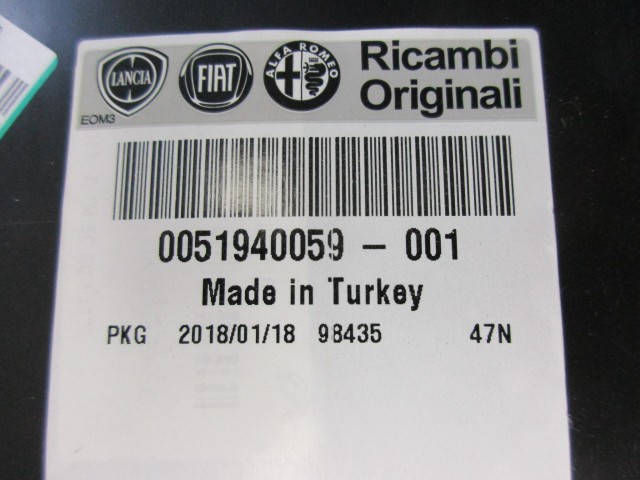 LANCIA
FIAT
ALFA ROMEO
Ricambi
Originali
EOM3
0051940059 - 001
Made in Turkey
PKG 2018/01/18 98435 47N